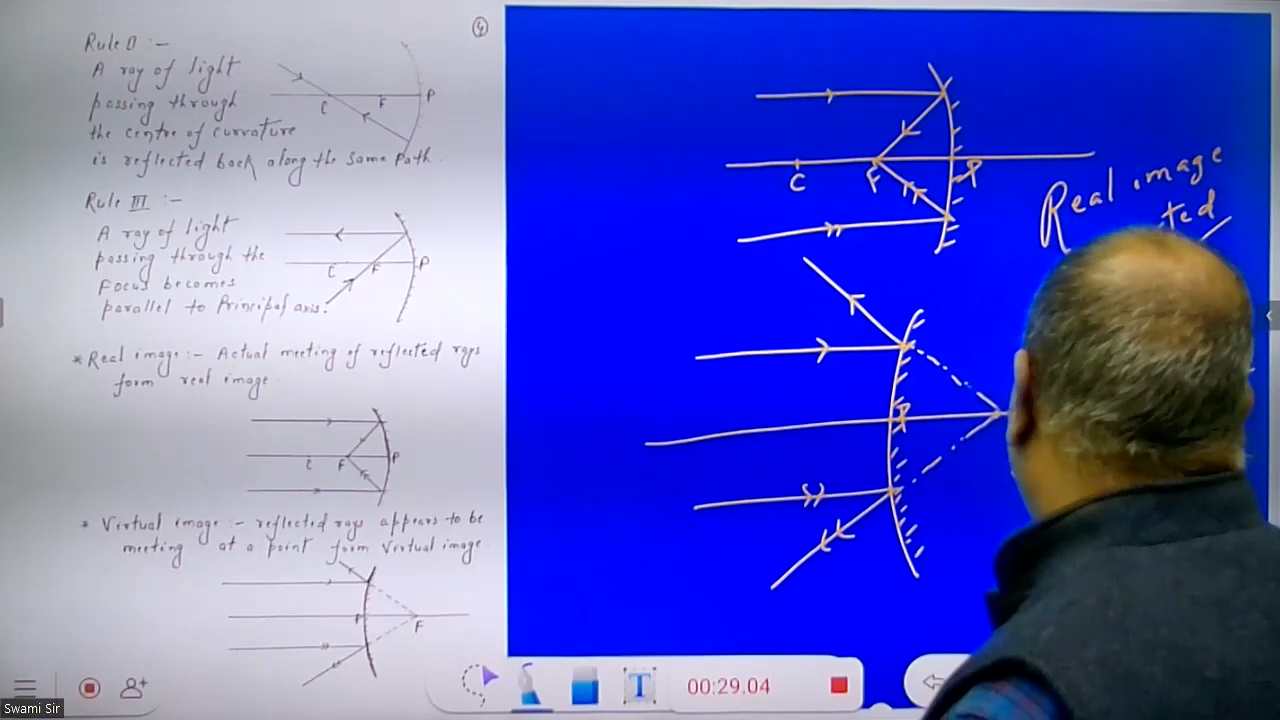 ④
Rule II :-
A ray of light
passing through
the centre of curvature
is reflected back along the same path.
C F P
Rule III :-
A ray of light
passing through the
Focus becomes
parallel to Principal axis.
C F P
* Real image :- Actual meeting of reflected rays
form real image
C F P
* Virtual image :- reflected rays appears to be
meeting at a point form virtual image
P F
C F P
Real image
P
T
00:29.04
Swami Sir